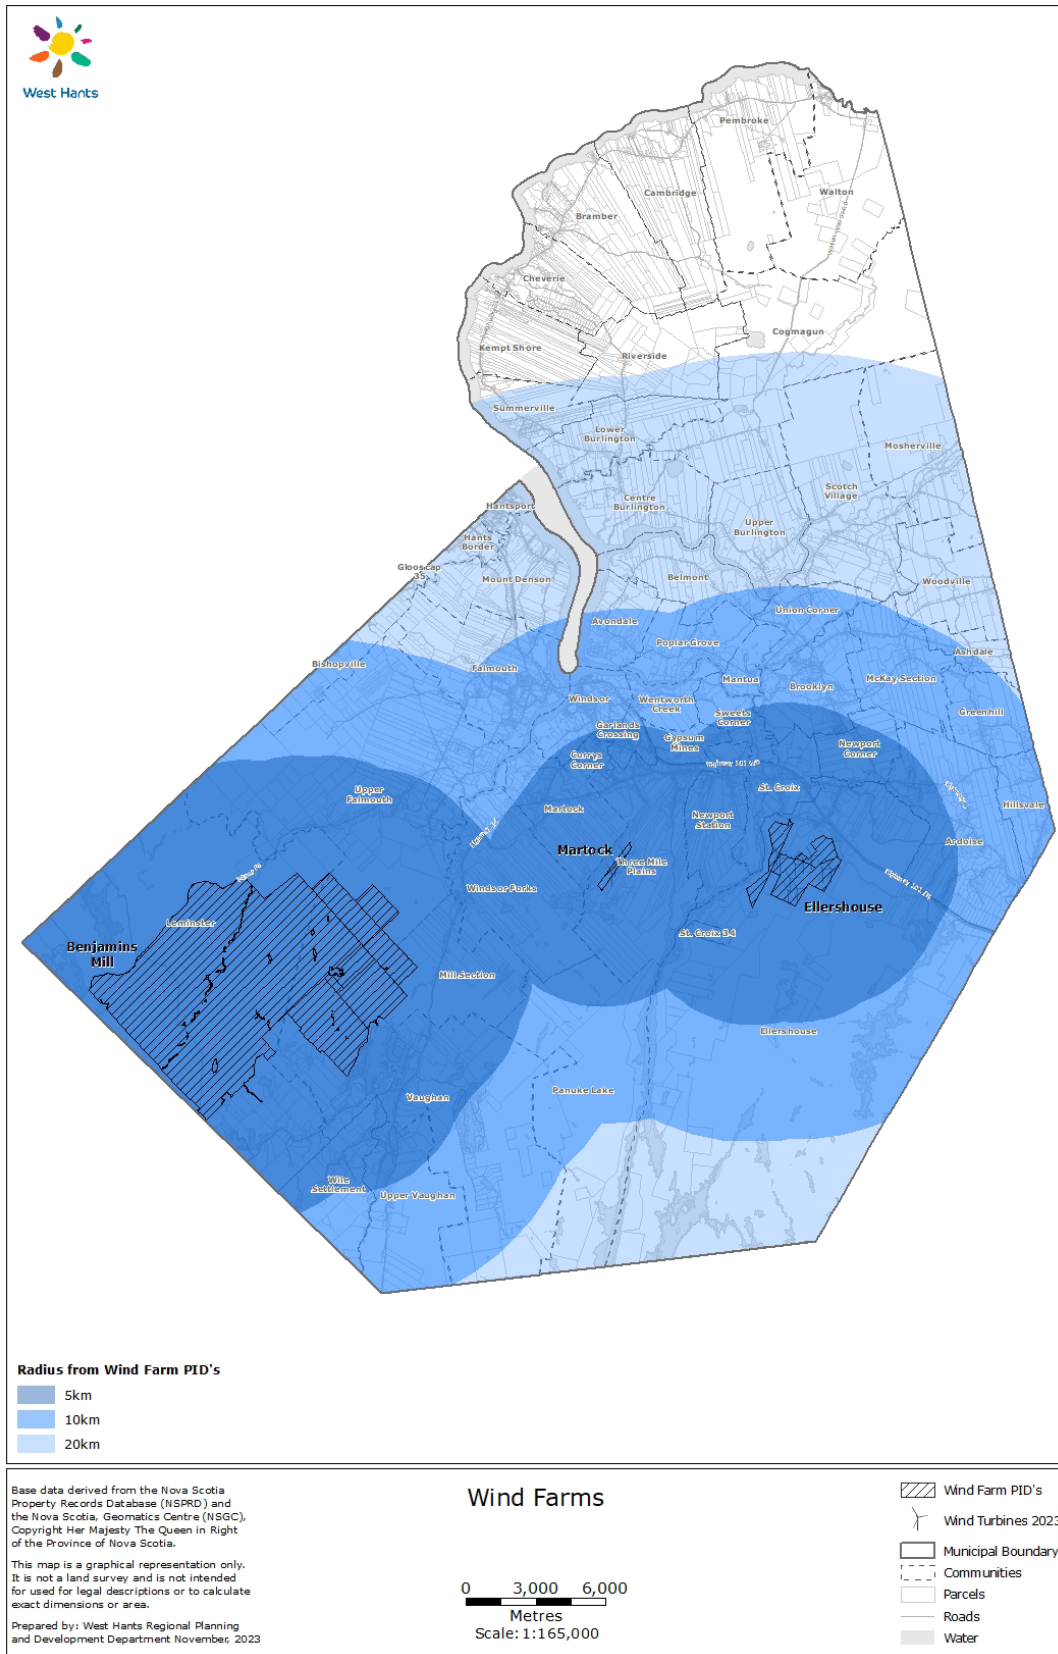 West Hants
Pembroke
Walton
Cambridge
Bramber
Cheverie
Cogmagun
Kempt Shore
Riverside
Summerville
Lower
Burlington
Mosherville
Scotch
Village
Centre
Burlington
Hantsport
Upper
Burlington
Hants
Border
Glooscap
35
Mount Denson
Belmont
Woodville
Union Corner
Avondale
Poplar Grove
Ashdale
Bishopville
Falmouth
Mantua
McKay Section
Brooklyn
Windsor
Wentworth
Creek
Greenhill
Sweets
Corner
Garlands
Crossing
Gypsum
Mines
Newport
Corner
Currys
Corner
St. Croix
Upper
Falmouth
Hillsvale
Martock
Newport
Station
Ardoise
Martock
Three Mile
Plains
Windsor Forks
Ellershouse
Leminster
St. Croix 34
Benjamins
Mill
Mill Section
Ellershouse
Panuke Lake
Vaughan
Wile
Settlement
Upper Vaughan
Radius from Wind Farm PID's
5km
10km
20km
Base data derived from the Nova Scotia
Property Records Database (NSPRD) and
the Nova Scotia, Geomatics Centre (NSGC),
Copyright Her Majesty The Queen in Right
of the Province of Nova Scotia.
This map is a graphical representation only.
It is not a land survey and is not intended
for used for legal descriptions or to calculate
exact dimensions or area.
Prepared by: West Hants Regional Planning
and Development Department November, 2023
Wind Farms
0 3,000 6,000
Metres
Scale: 1:165,000
Wind Farm PID's
Wind Turbines 2023
Municipal Boundary
Communities
Parcels
Roads
Water